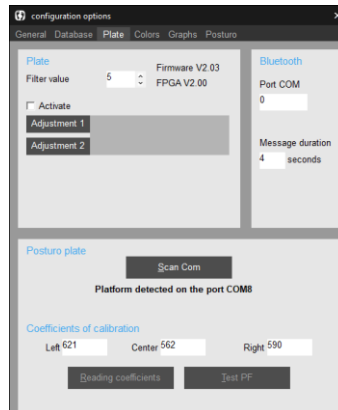 configuration options
General Database Plate Colors Graphs Posturo
Plate
Filter value 5
Firmware V2.03
FPGA V2.00
Activate
Adjustment 1
Adjustment 2
Bluetooth
Port COM
0
Message duration
4 seconds
Posturo plate
Scan Com
Platform detected on the port COM8
Coefficients of calibration
Left 621 Center 562 Right 590
Reading coefficients Test PF